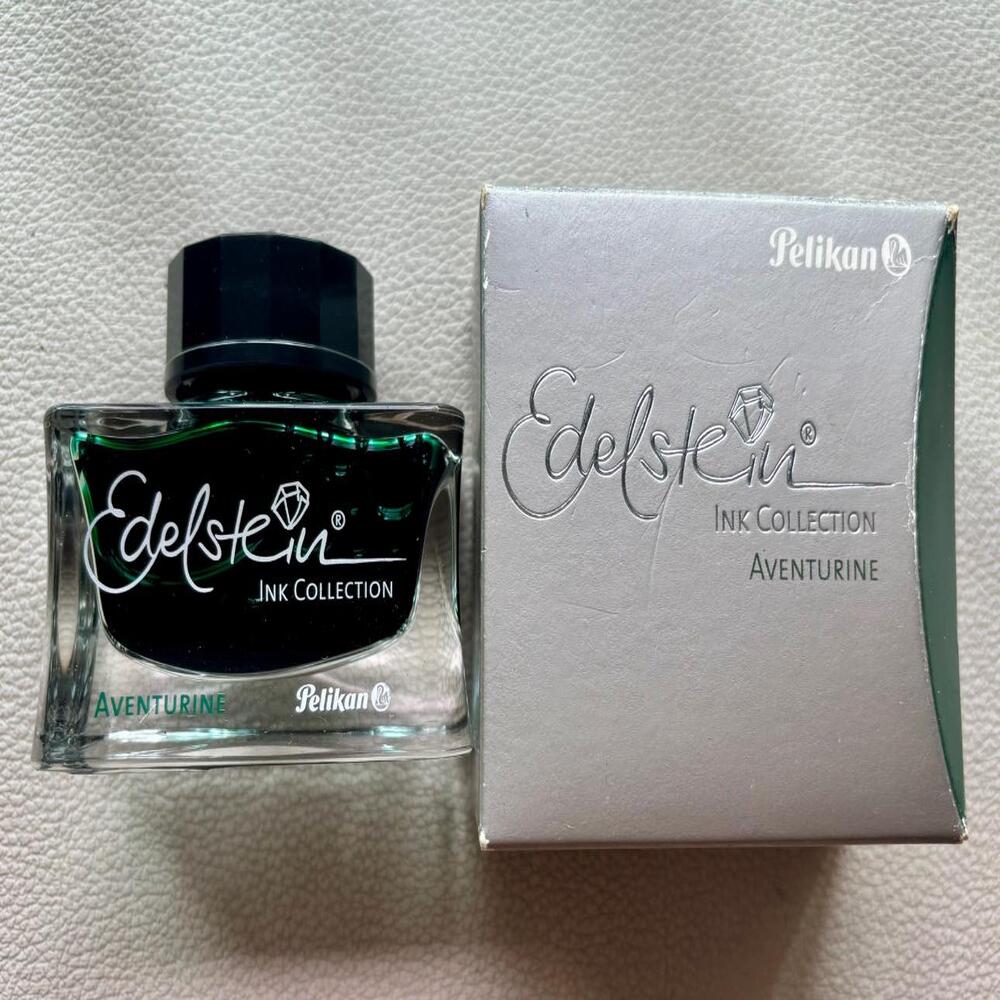 Edelstein®
INK COLLECTION
AVENTURINE
Pelikan
Pelikan
Edelstein®
INK COLLECTION
AVENTURINE